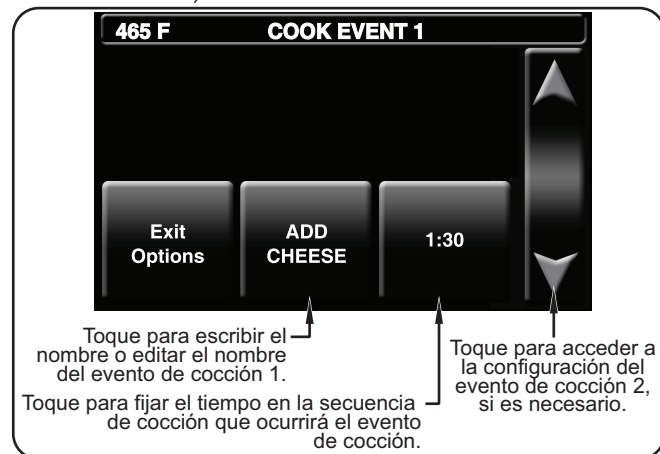 465 F COOK EVENT 1
Exit
Options
ADD
CHEESE
1:30
Toque para escribir el
nombre o editar el nombre
del evento de cocción 1.
Toque para fijar el tiempo en la secuencia
de cocción que ocurrirá el evento
de cocción.
Toque para acceder a
la configuración del
evento de cocción 2,
si es necesario.